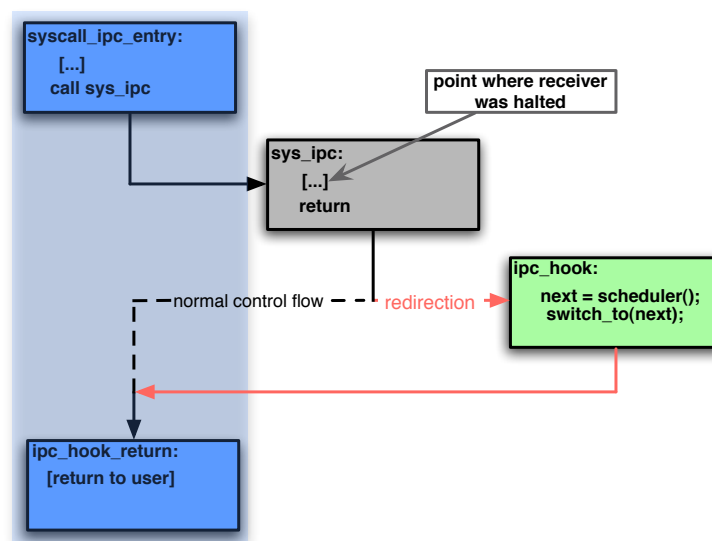 syscall_ipc_entry:
[...]
call sys_ipc
point where receiver
was halted
sys_ipc:
[...]
return
ipc_hook:
next = scheduler();
switch_to(next);
normal control flow
redirection
ipc_hook_return:
[return to user]